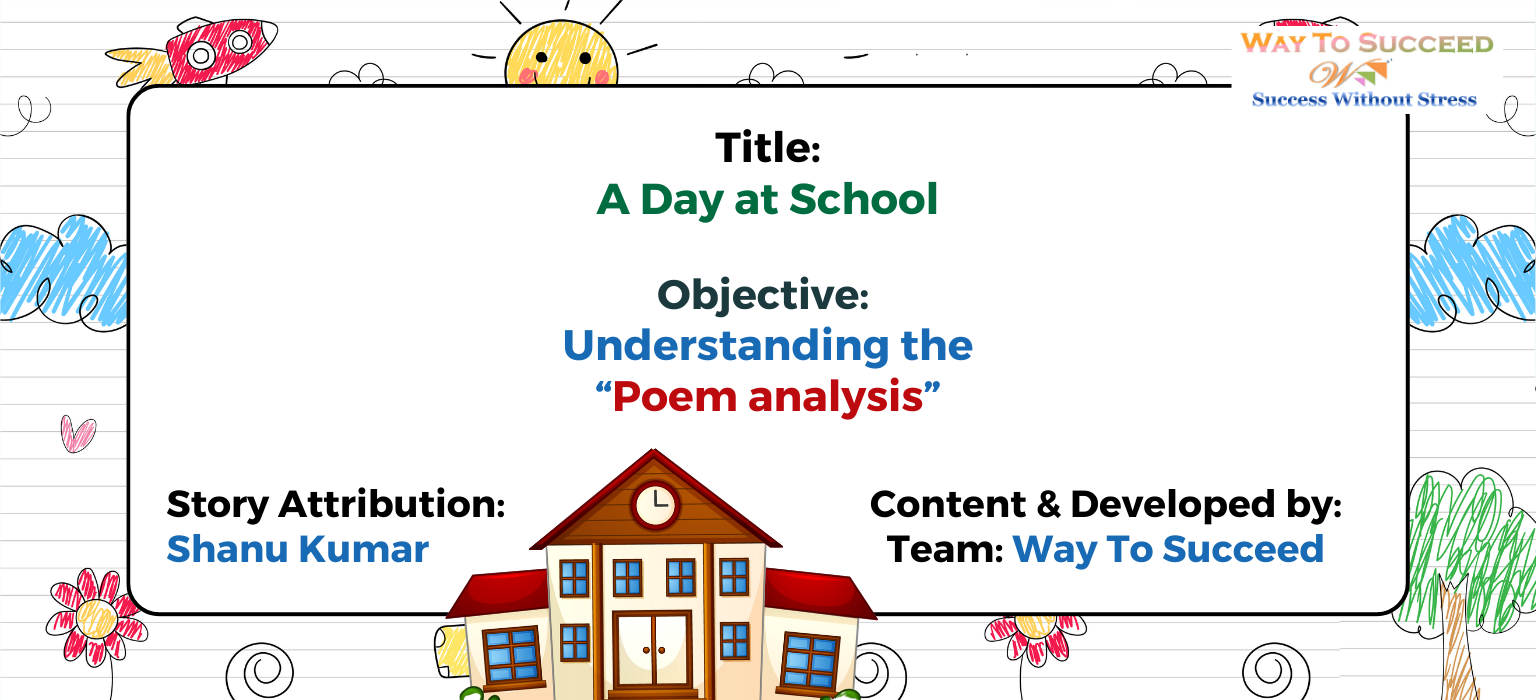 WAY TO SUCCEED
Success Without Stress
Title:
A Day at School
Objective:
Understanding the
“Poem analysis”
Story Attribution:
Shanu Kumar
Content & Developed by:
Team: Way To Succeed